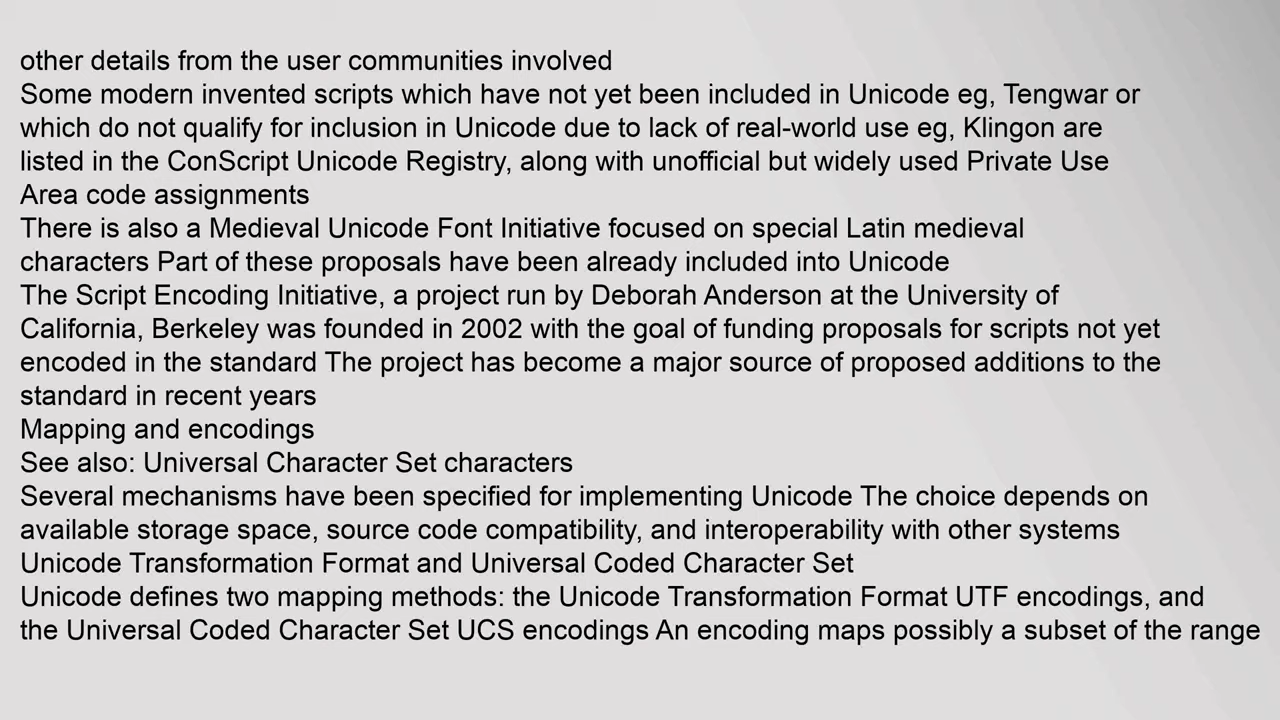 other details from the user communities involved
Some modern invented scripts which have not yet been included in Unicode eg, Tengwar or
which do not qualify for inclusion in Unicode due to lack of real-world use eg, Klingon are
listed in the ConScript Unicode Registry, along with unofficial but widely used Private Use
Area code assignments
There is also a Medieval Unicode Font Initiative focused on special Latin medieval
characters Part of these proposals have been already included into Unicode
The Script Encoding Initiative, a project run by Deborah Anderson at the University of
California, Berkeley was founded in 2002 with the goal of funding proposals for scripts not yet
encoded in the standard The project has become a major source of proposed additions to the
standard in recent years
Mapping and encodings
See also: Universal Character Set characters
Several mechanisms have been specified for implementing Unicode The choice depends on
available storage space, source code compatibility, and interoperability with other systems
Unicode Transformation Format and Universal Coded Character Set
Unicode defines two mapping methods: the Unicode Transformation Format UTF encodings, and
the Universal Coded Character Set UCS encodings An encoding maps possibly a subset of the range